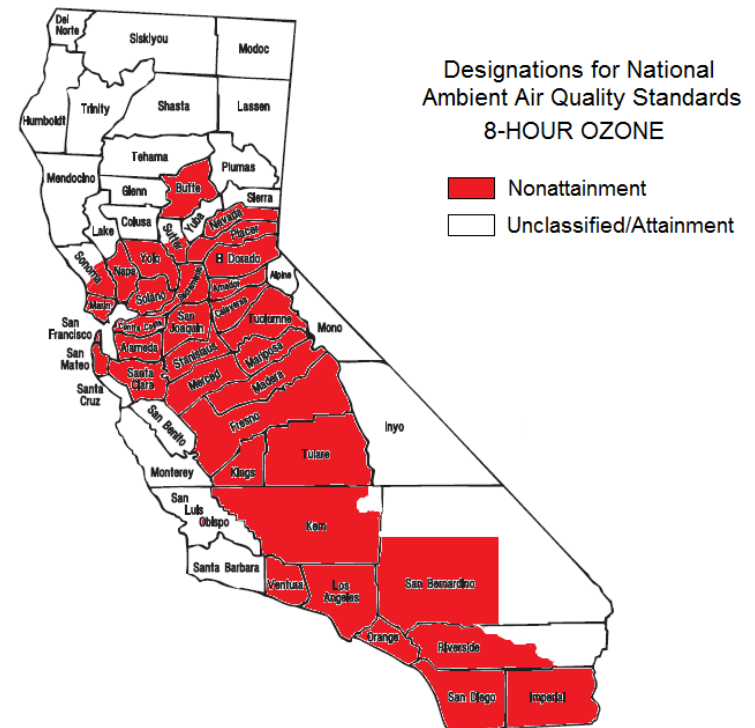 Designations for National
Ambient Air Quality Standards
8-HOUR OZONE
Nonattainment
Unclassified/Attainment
Del
Norte
Siskiyou
Modoc
Humboldt
Trinity
Shasta
Lassen
Tehama
Plumas
Mendocino
Glenn
Butte
Sierra
Lake
Colusa
Sutter
Yuba
Nevada
Placer
Sonoma
Napa
Yolo
Sacramento
El Dorado
Alpine
Amador
Marin
Solano
Calaveras
San
Francisco
Contra Costa
San
Joaquin
Tuolumne
Mono
San
Mateo
Alameda
Stanislaus
Mariposa
Santa
Cruz
Santa
Clara
Merced
Madera
San Benito
Fresno
Inyo
Monterey
Kings
Tulare
San
Luis
Obispo
Kern
Santa Barbara
Ventura
Los
Angeles
San Bernardino
Orange
Riverside
San Diego
Imperial